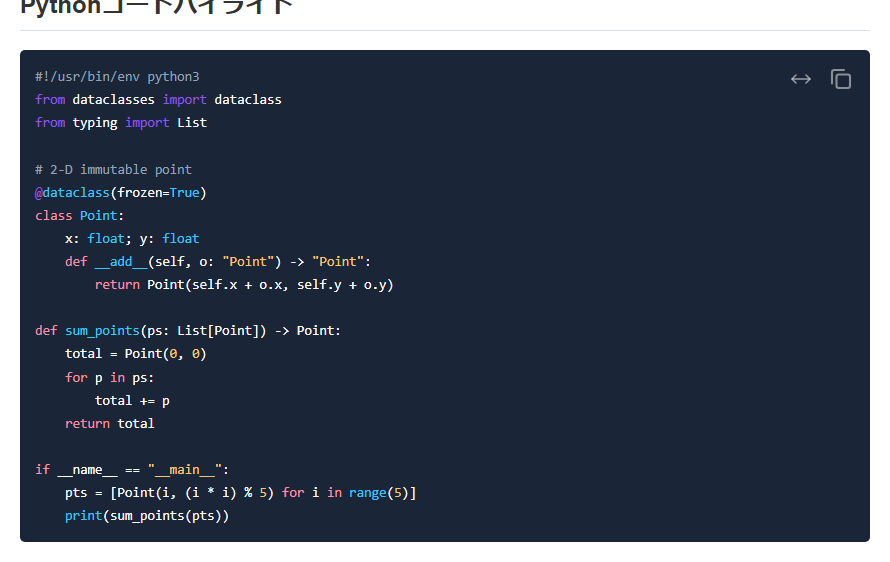 Pythonコードハイライト
#!/usr/bin/env python3
from dataclasses import dataclass
from typing import List
# 2-D immutable point
@dataclass(frozen=True)
class Point:
    x: float; y: float
    def __add__(self, o: "Point") -> "Point":
        return Point(self.x + o.x, self.y + o.y)
def sum_points(ps: List[Point]) -> Point:
    total = Point(0, 0)
    for p in ps:
        total += p
    return total
if __name__ == "__main__":
    pts = [Point(i, (i * i) % 5) for i in range(5)]
    print(sum_points(pts))